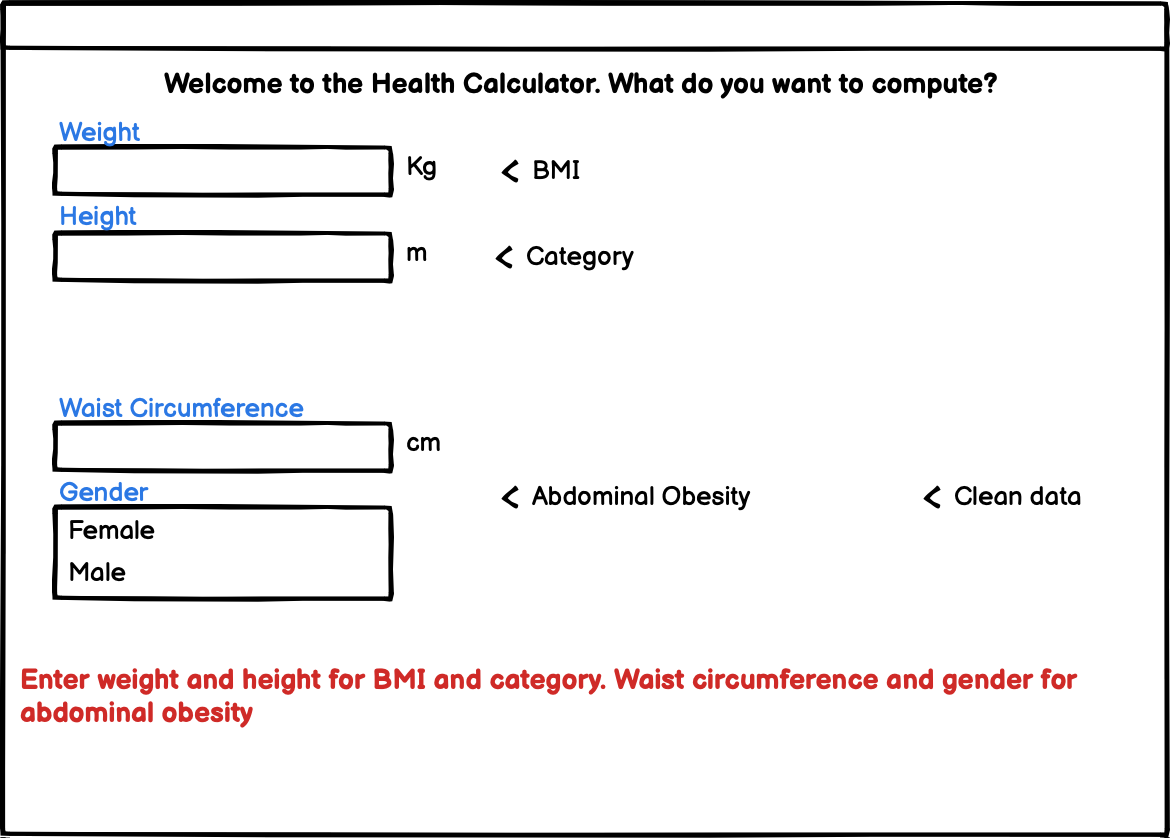 Welcome to the Health Calculator. What do you want to compute?
Weight
Kg
< BMI
Height
m
< Category
Waist Circumference
cm
Gender
Female
Male
< Abdominal Obesity
< Clean data
Enter weight and height for BMI and category. Waist circumference and gender for
abdominal obesity